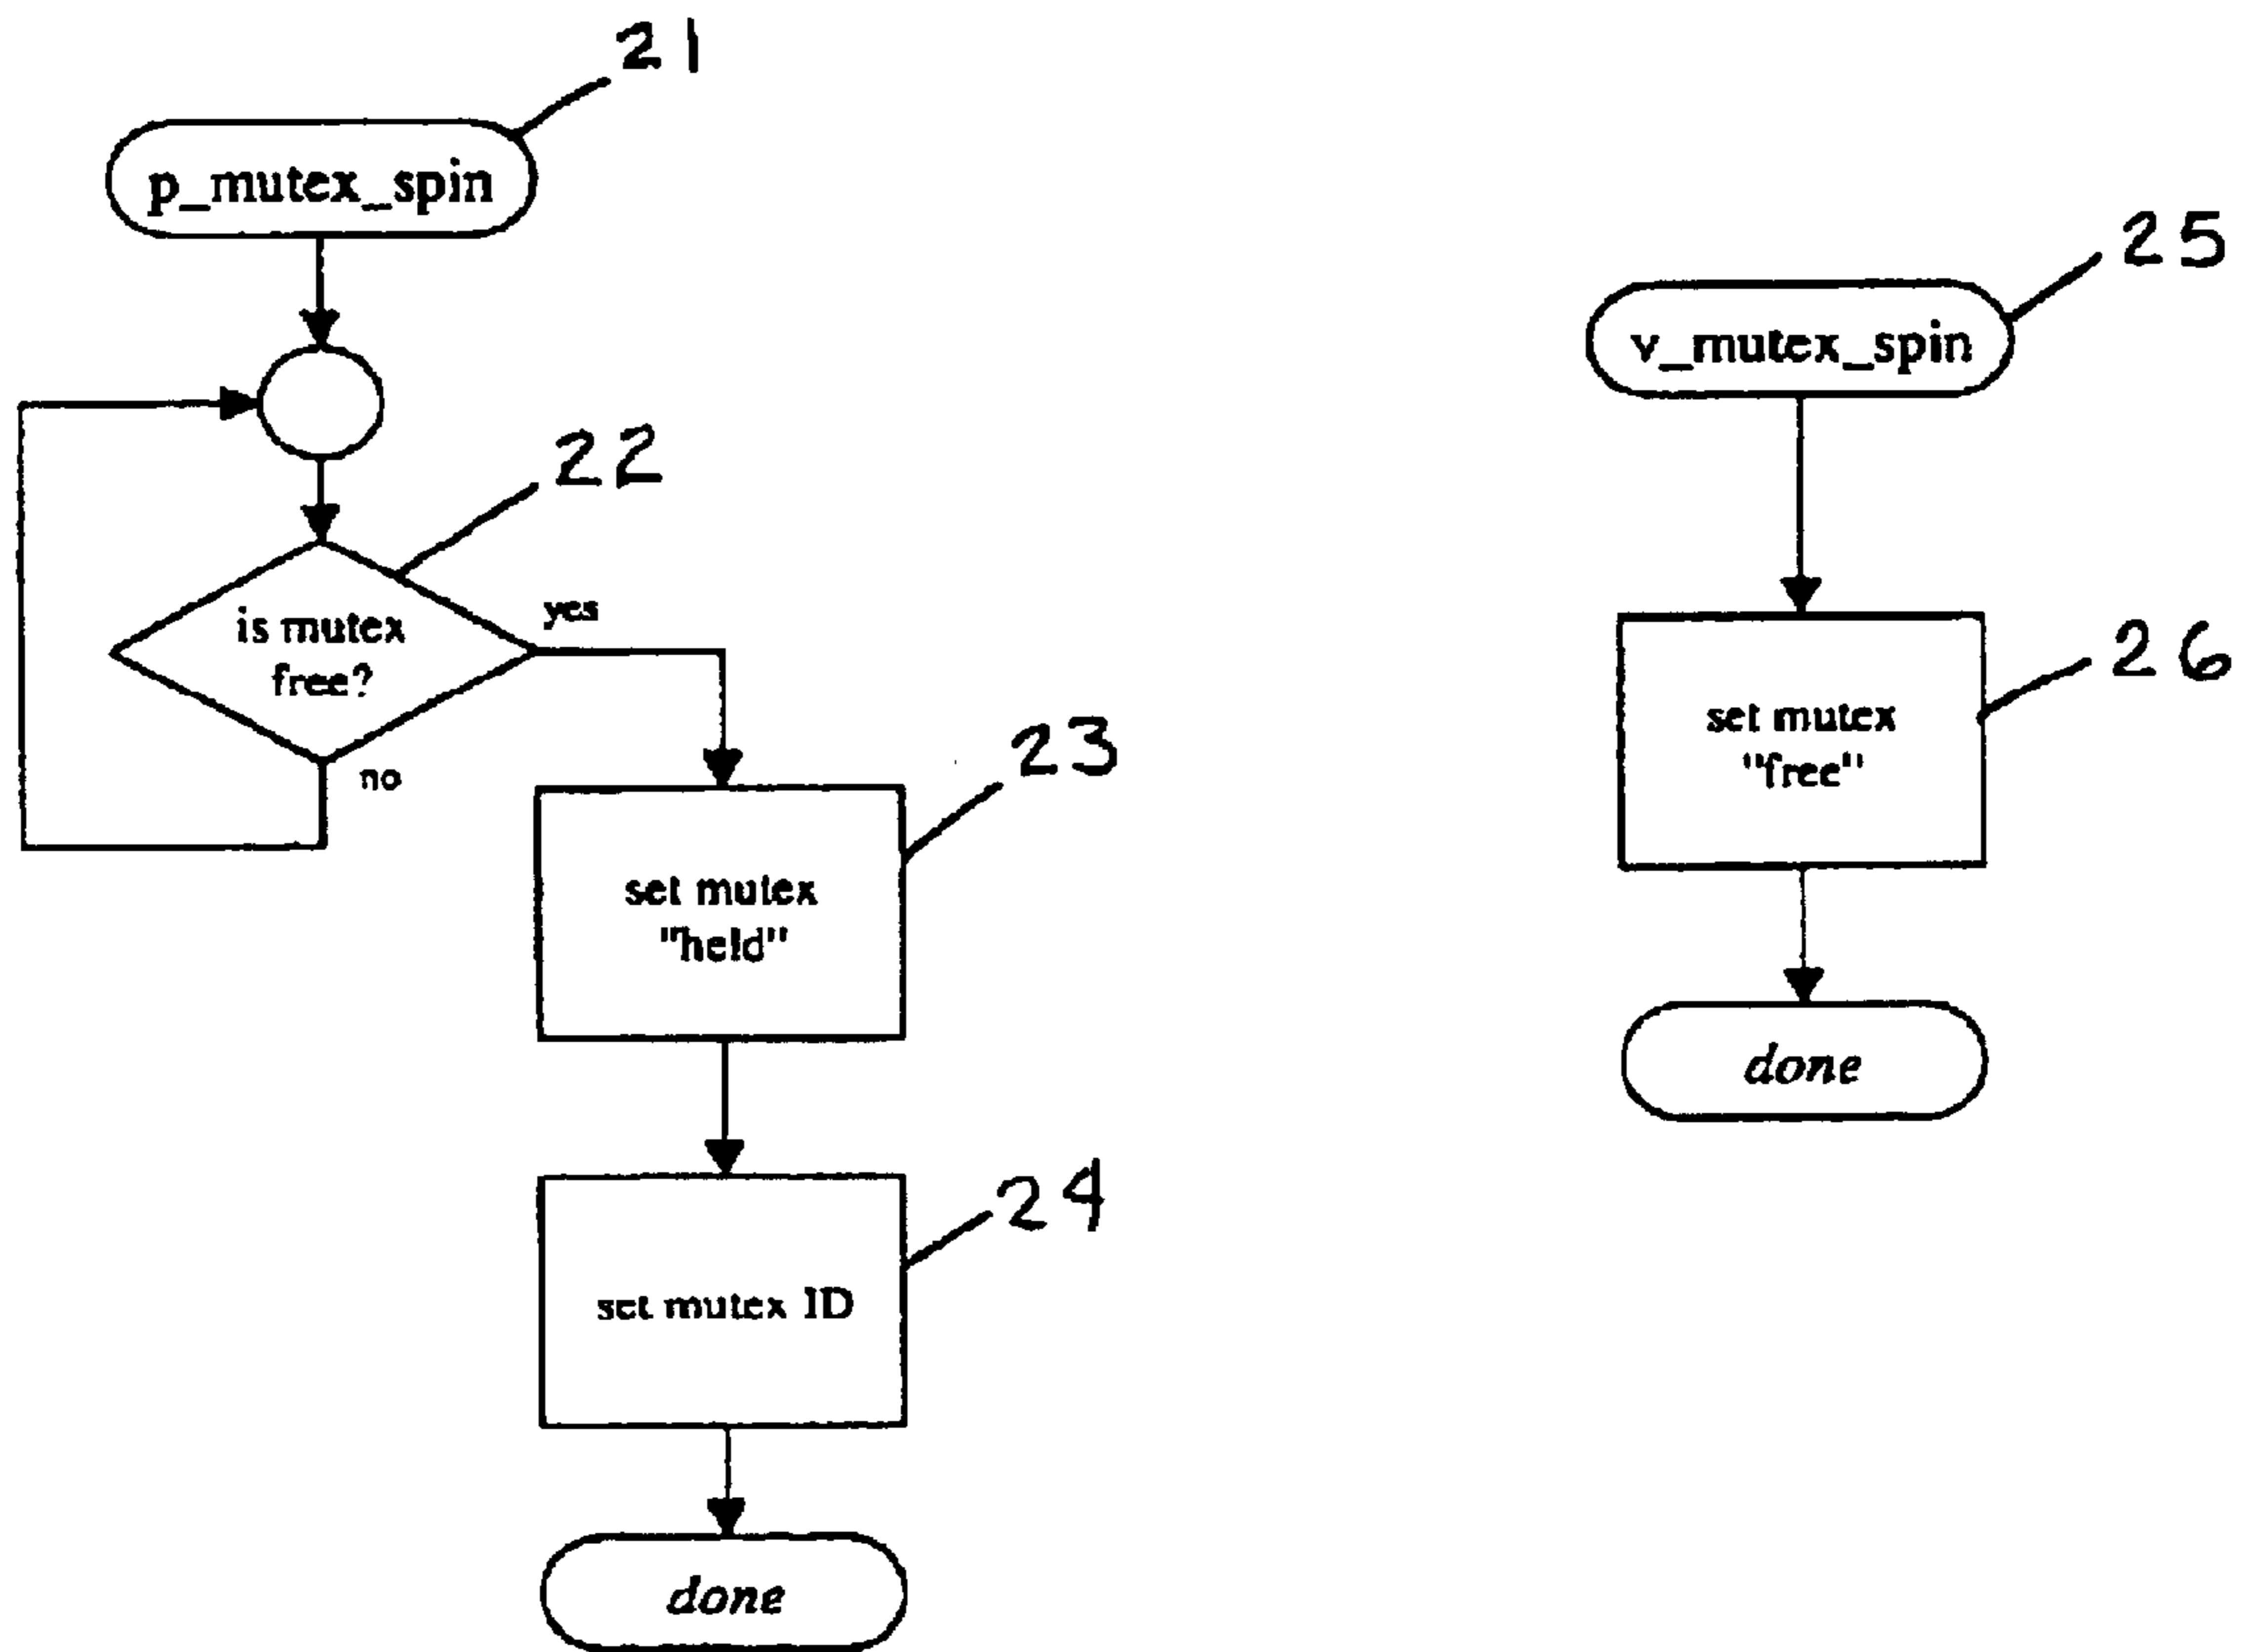 21
p_mutex_spin
22
is mutex
free?
yes
no
23
set mutex
"held"
24
set mutex ID
done
25
v_mutex_spin
26
set mutex
"free"
done